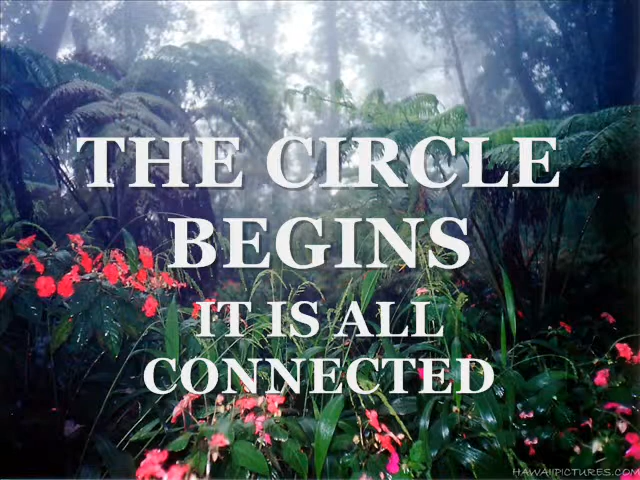 THE CIRCLE
BEGINS
IT IS ALL
CONNECTED
HAWAIIPICTURES.COM